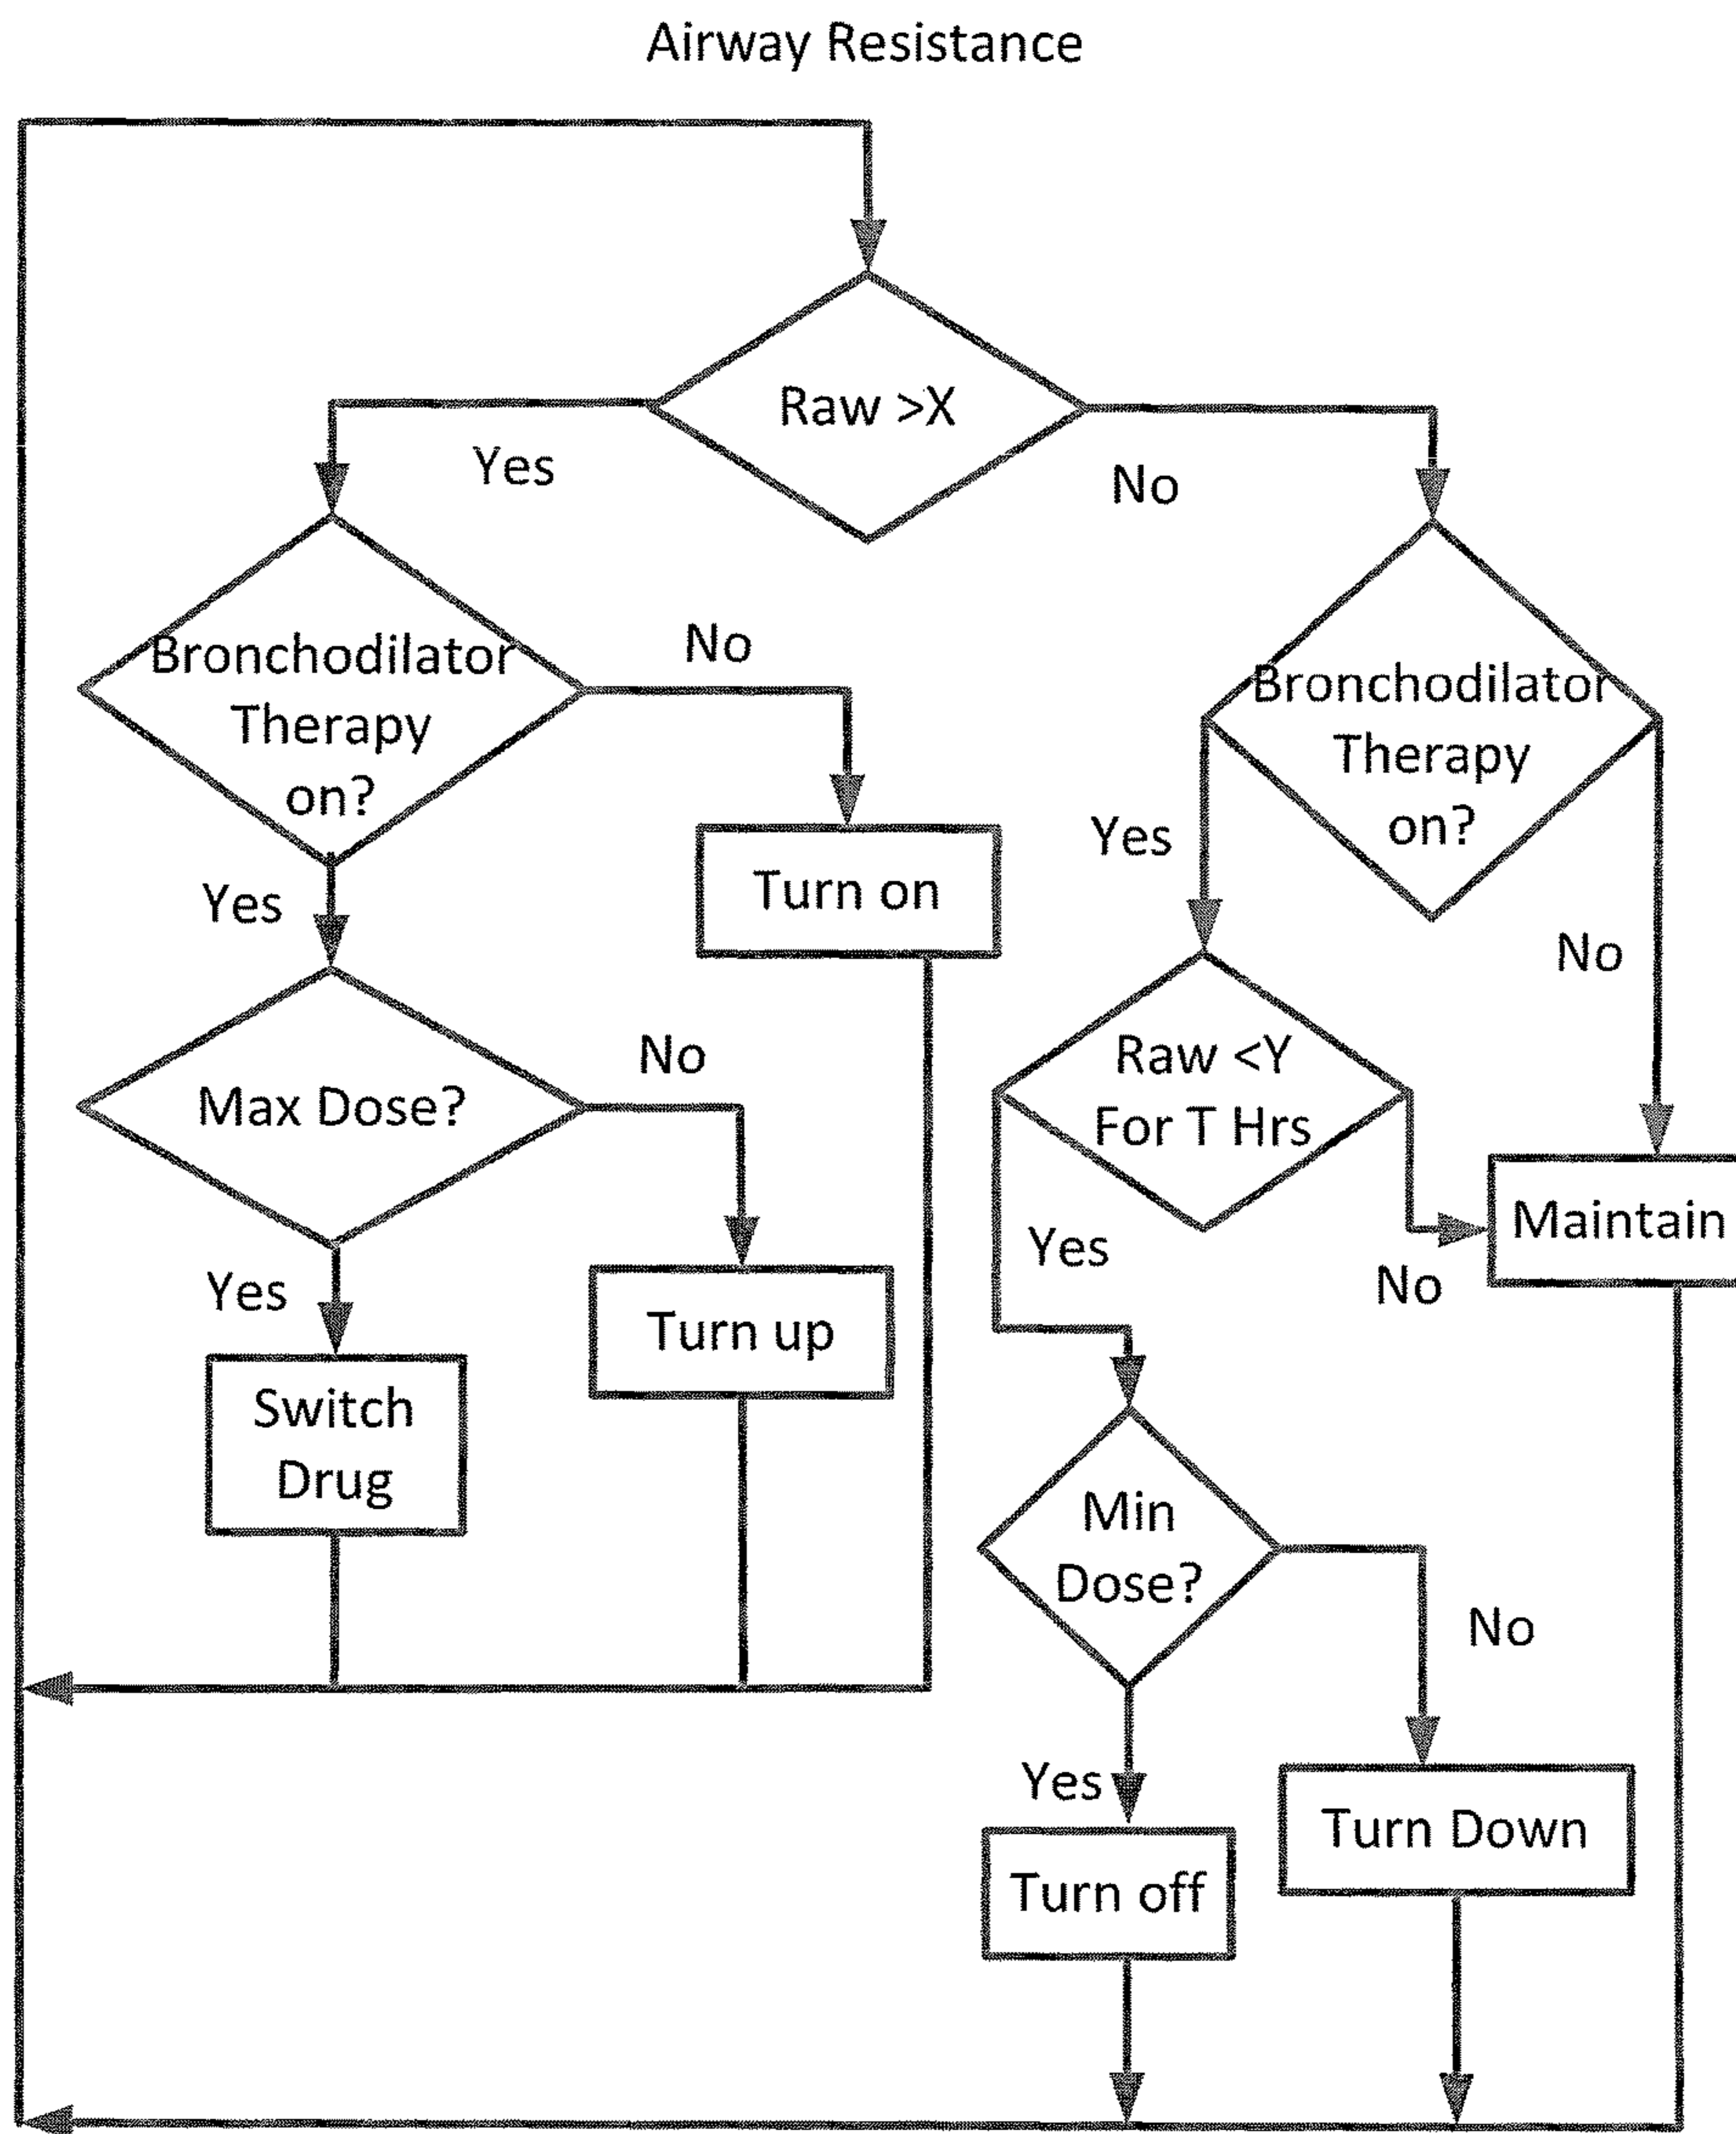 Airway Resistance
Raw >X
Yes
No
Bronchodilator
Therapy
on?
No
Bronchodilator
Therapy
on?
Yes
Turn on
Yes
No
Max Dose?
No
Raw <Y
For T Hrs
Yes
Turn up
Yes
No
Maintain
Switch
Drug
Min
Dose?
No
Yes
Turn Down
Turn off